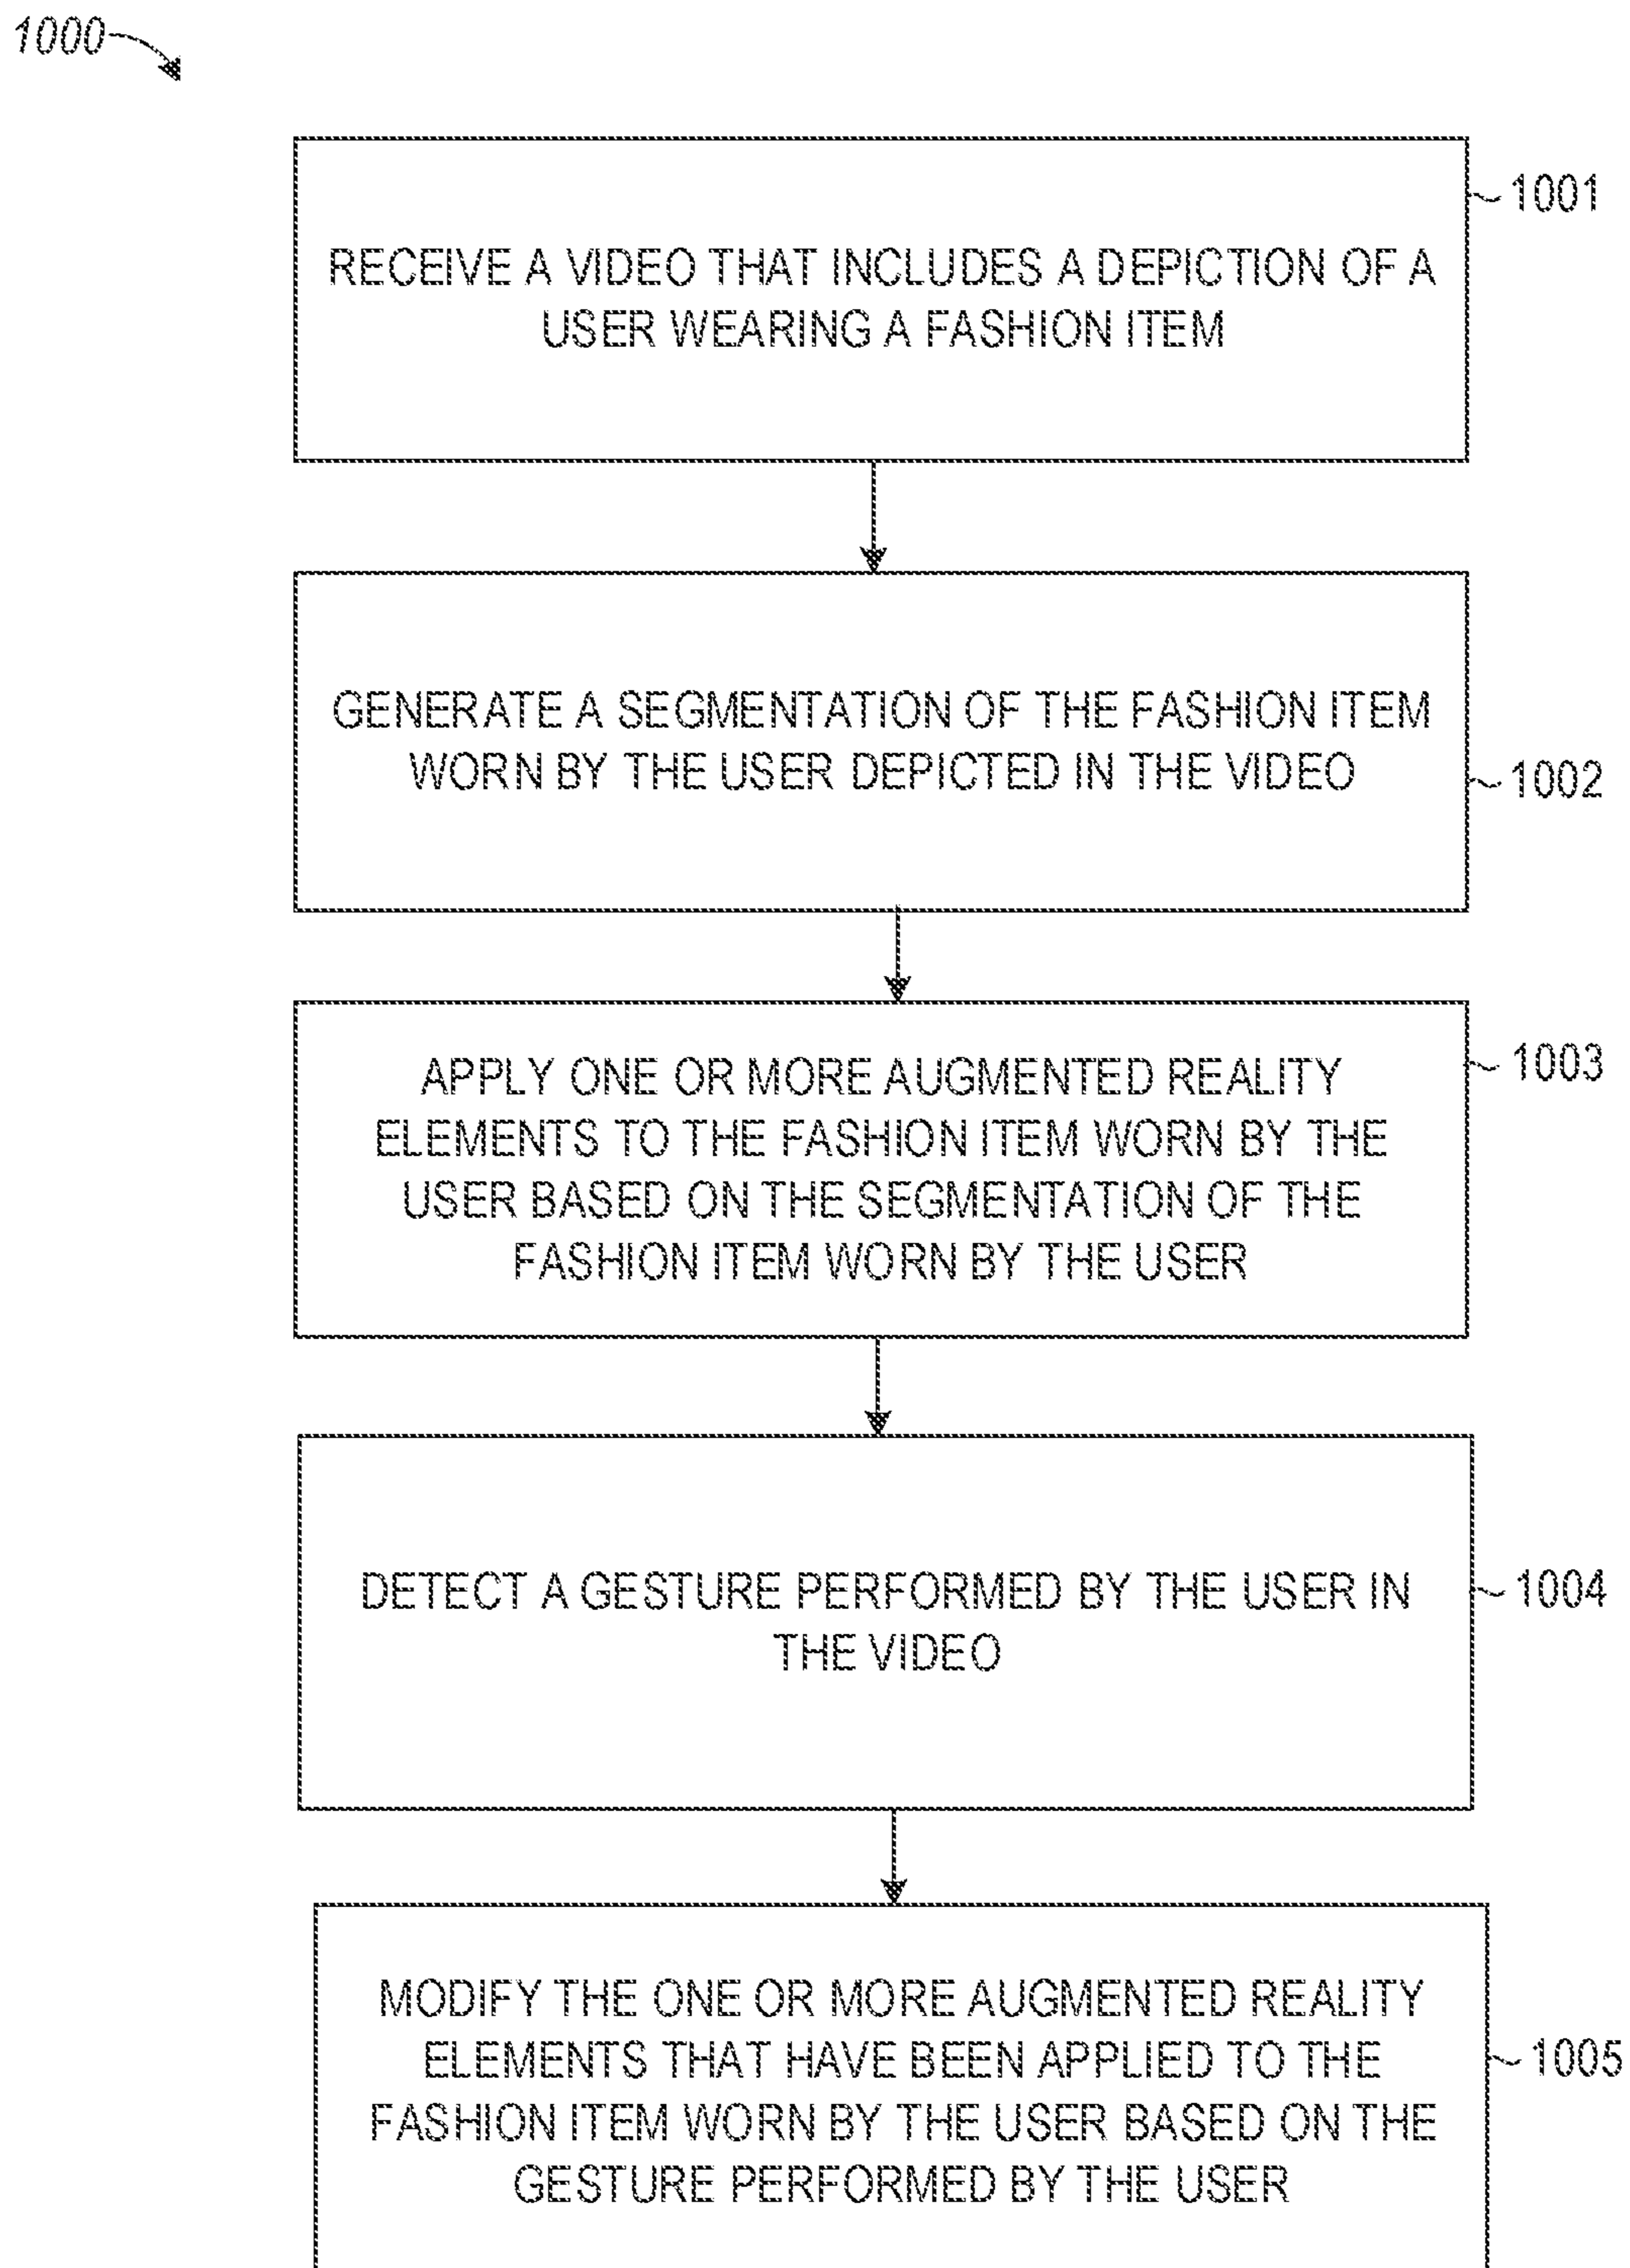 1000
RECEIVE A VIDEO THAT INCLUDES A DEPICTION OF A
USER WEARING A FASHION ITEM
1001
GENERATE A SEGMENTATION OF THE FASHION ITEM
WORN BY THE USER DEPICTED IN THE VIDEO
1002
APPLY ONE OR MORE AUGMENTED REALITY
ELEMENTS TO THE FASHION ITEM WORN BY THE
USER BASED ON THE SEGMENTATION OF THE
FASHION ITEM WORN BY THE USER
1003
DETECT A GESTURE PERFORMED BY THE USER IN
THE VIDEO
1004
MODIFY THE ONE OR MORE AUGMENTED REALITY
ELEMENTS THAT HAVE BEEN APPLIED TO THE
FASHION ITEM WORN BY THE USER BASED ON THE
GESTURE PERFORMED BY THE USER
1005